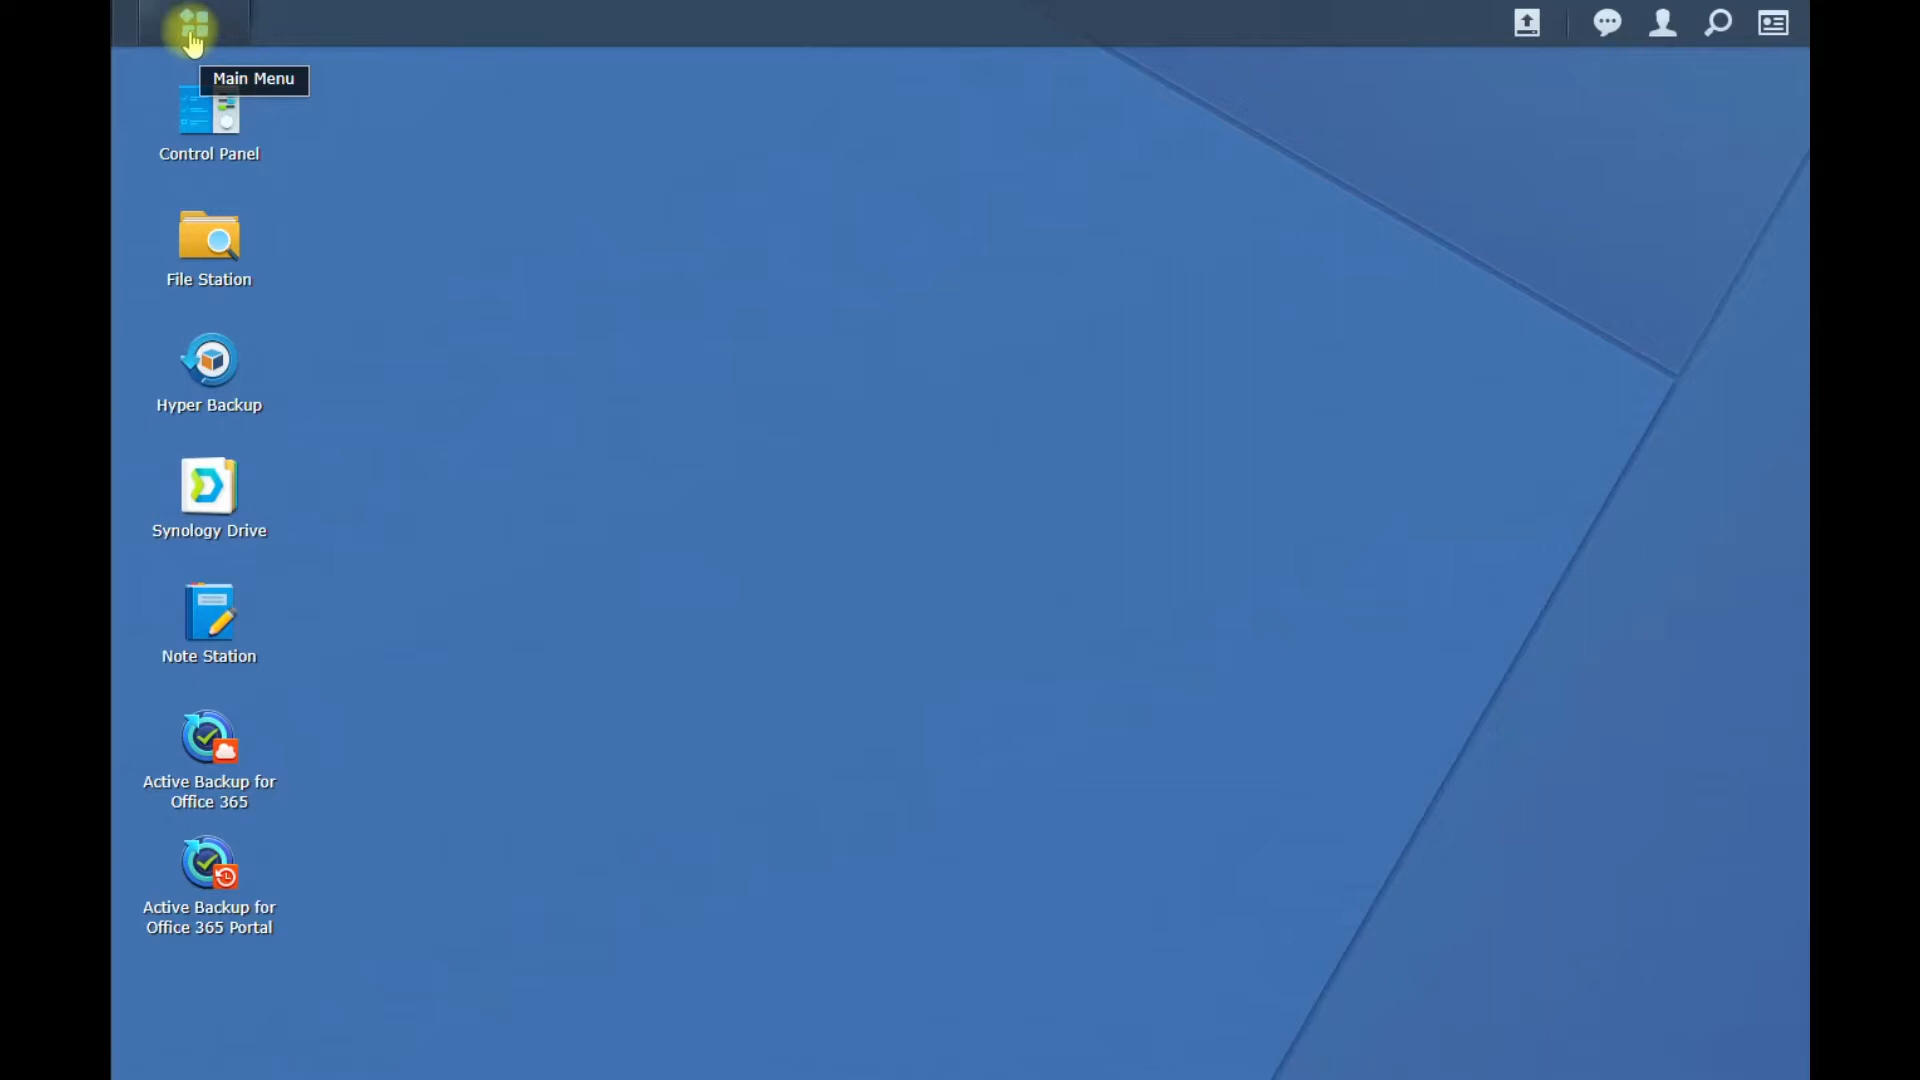 Main Menu
Control Panel
File Station
Hyper Backup
Synology Drive
Note Station
Active Backup for
Office 365
Active Backup for
Office 365 Portal